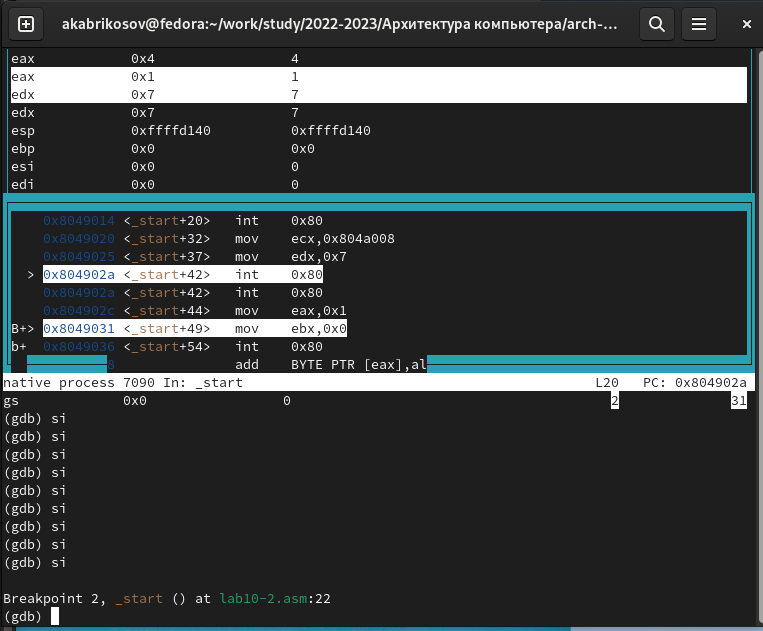 akabrikosov@fedora:~/work/study/2022-2023/Архитектура компьютера/arch-...
eax 0x4 4
eax 0x1 1
edx 0x7 7
edx 0x7 7
esp 0xffffd140 0xffffd140
ebp 0x0 0x0
esi 0x0 0
edi 0x0 0
0x8049014 <_start+20> int 0x80
0x8049020 <_start+32> mov ecx,0x804a008
0x8049025 <_start+37> mov edx,0x7
> 0x804902a <_start+42> int 0x80
0x804902a <_start+42> int 0x80
0x804902c <_start+44> mov eax,0x1
B+> 0x8049031 <_start+49> mov ebx,0x0
b+ 0x8049036 <_start+54> int 0x80
8 add BYTE PTR [eax],al
native process 7090 In: _start L20 PC: 0x804902a
gs 0x0 0 2 31
(gdb) si
(gdb) si
(gdb) si
(gdb) si
(gdb) si
(gdb) si
(gdb) si
(gdb) si
(gdb) si
Breakpoint 2, _start () at lab10-2.asm:22
(gdb)